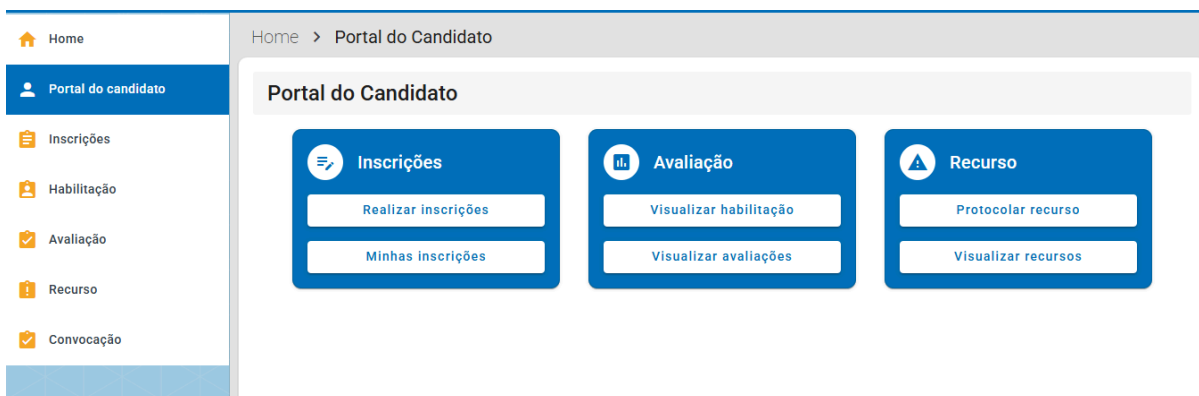 Home
Portal do candidato
Inscrições
Habilitação
Avaliação
Recurso
Convocação
Home > Portal do Candidato
Portal do Candidato
Inscrições
Realizar inscrições
Minhas inscrições
Avaliação
Visualizar habilitação
Visualizar avaliações
Recurso
Protocolar recurso
Visualizar recursos